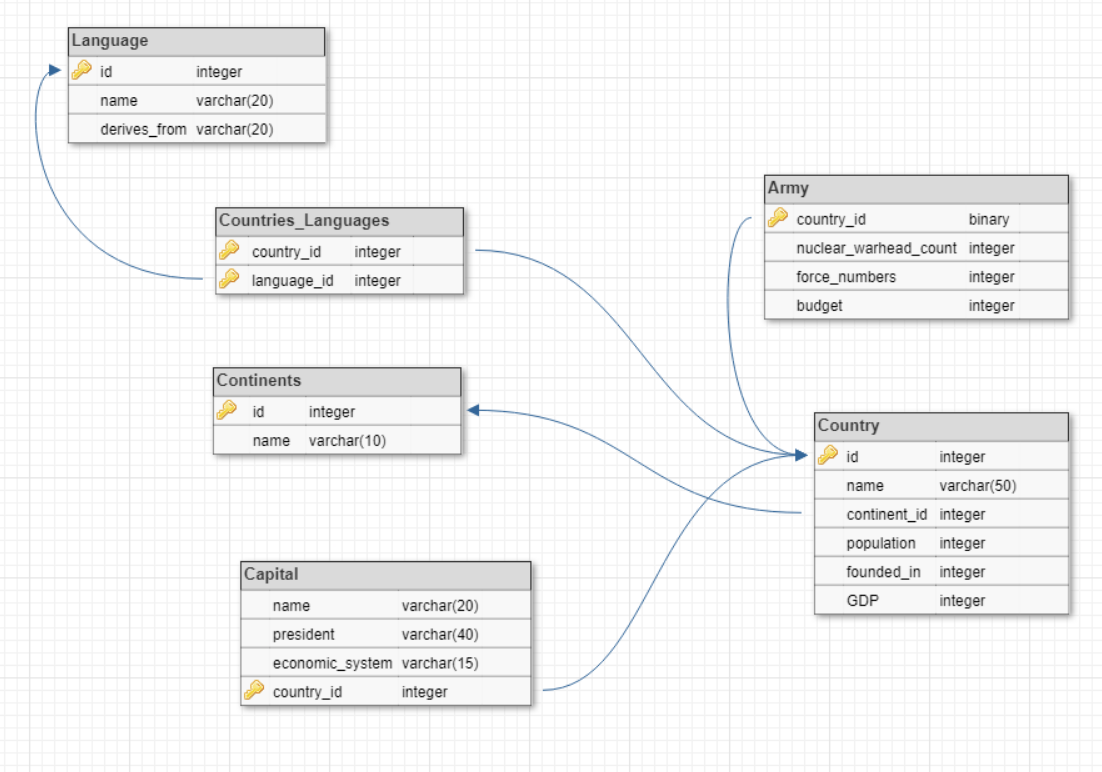 Language
id integer
name varchar(20)
derives_from varchar(20)
Countries_Languages
country_id integer
language_id integer
Army
country_id binary
nuclear_warhead_count integer
force_numbers integer
budget integer
Continents
id integer
name varchar(10)
Country
id integer
name varchar(50)
continent_id integer
population integer
founded_in integer
GDP integer
Capital
name varchar(20)
president varchar(40)
economic_system varchar(15)
country_id integer